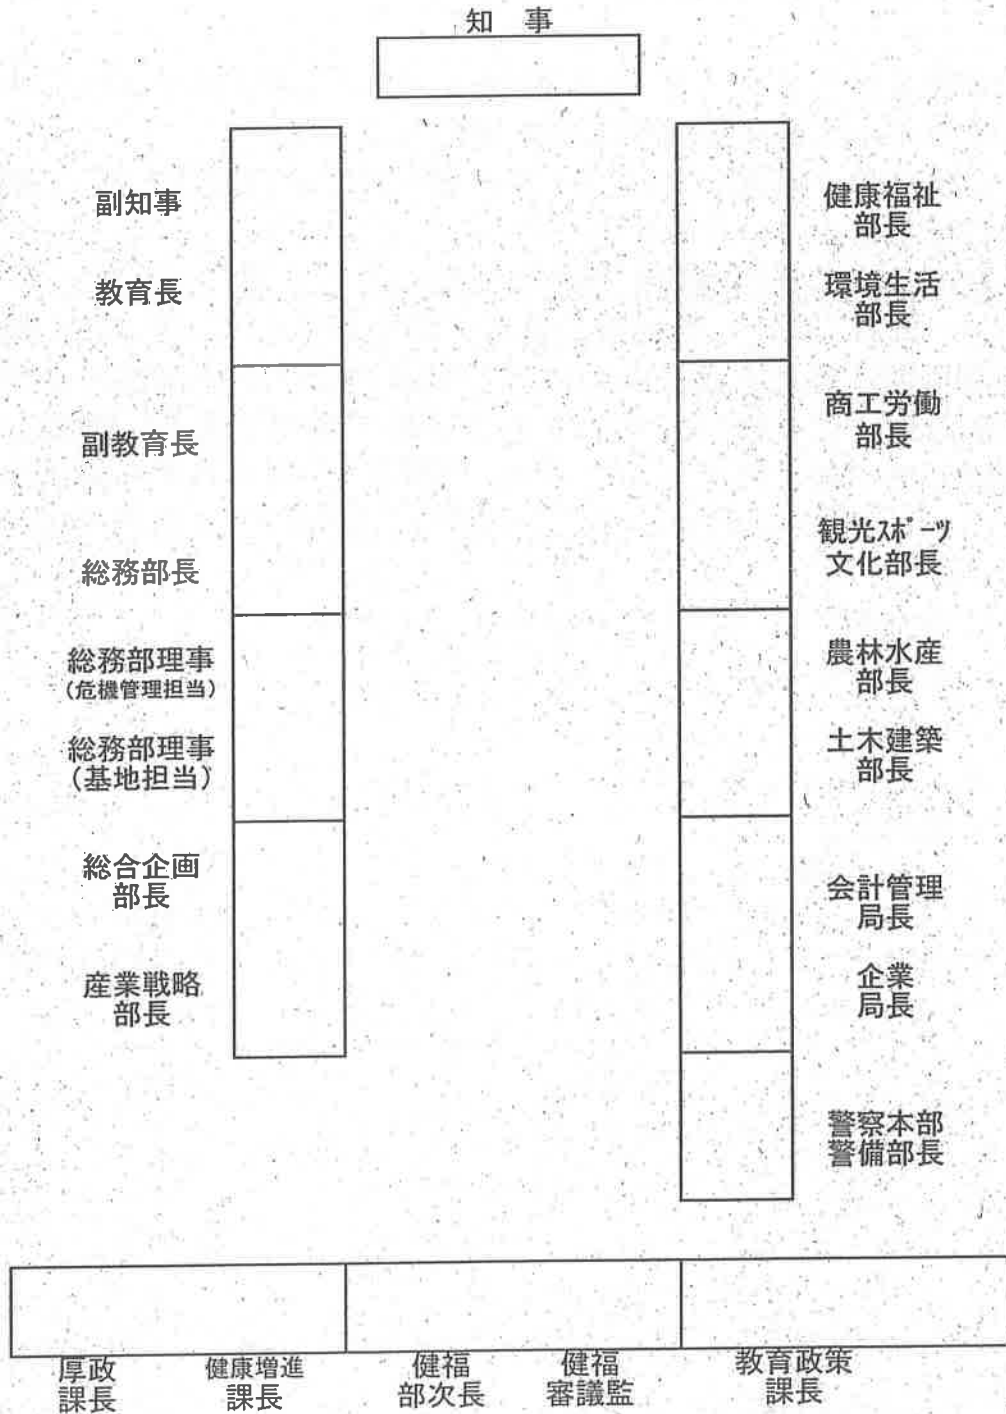 知 事
副知事
教育長
副教育長
総務部長
総務部理事
(危機管理担当)
総務部理事
(基地担当)
総合企画
部長
産業戦略
部長
健康福祉
部長
環境生活
部長
商工労働
部長
観光ｽﾎﾟｰﾂ
文化部長
農林水産
部長
土木建築
部長
会計管理
局長
企業
局長
警察本部
警備部長
厚政
課長
健康増進
課長
健福
部次長
健福
審議監
教育政策
課長